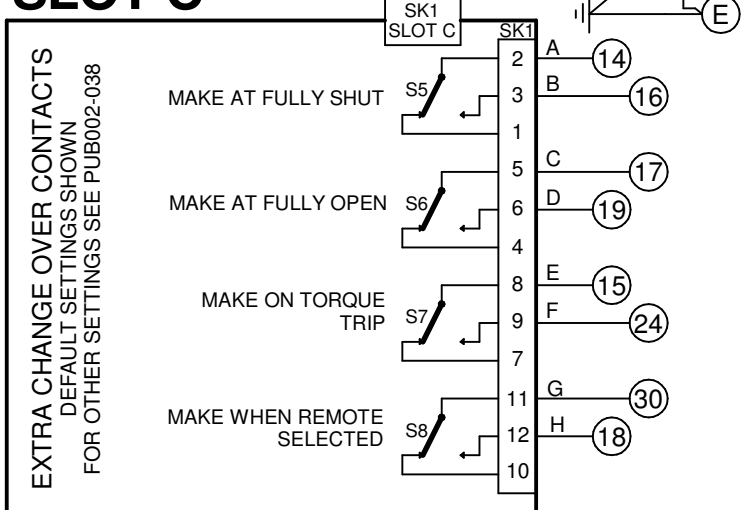 SLOT C
SK1
SLOT C
E
EXTRA CHANGE OVER CONTACTS
DEFAULT SETTINGS SHOWN
FOR OTHER SETTINGS SEE PUB002-038
SK1
MAKE AT FULLY SHUT
S5
2 A 14
3 B 16
1
MAKE AT FULLY OPEN
S6
5 C 17
6 D 19
4
MAKE ON TORQUE
TRIP
S7
8 E 15
9 F 24
7
MAKE WHEN REMOTE
SELECTED
S8
11 G 30
12 H 18
10